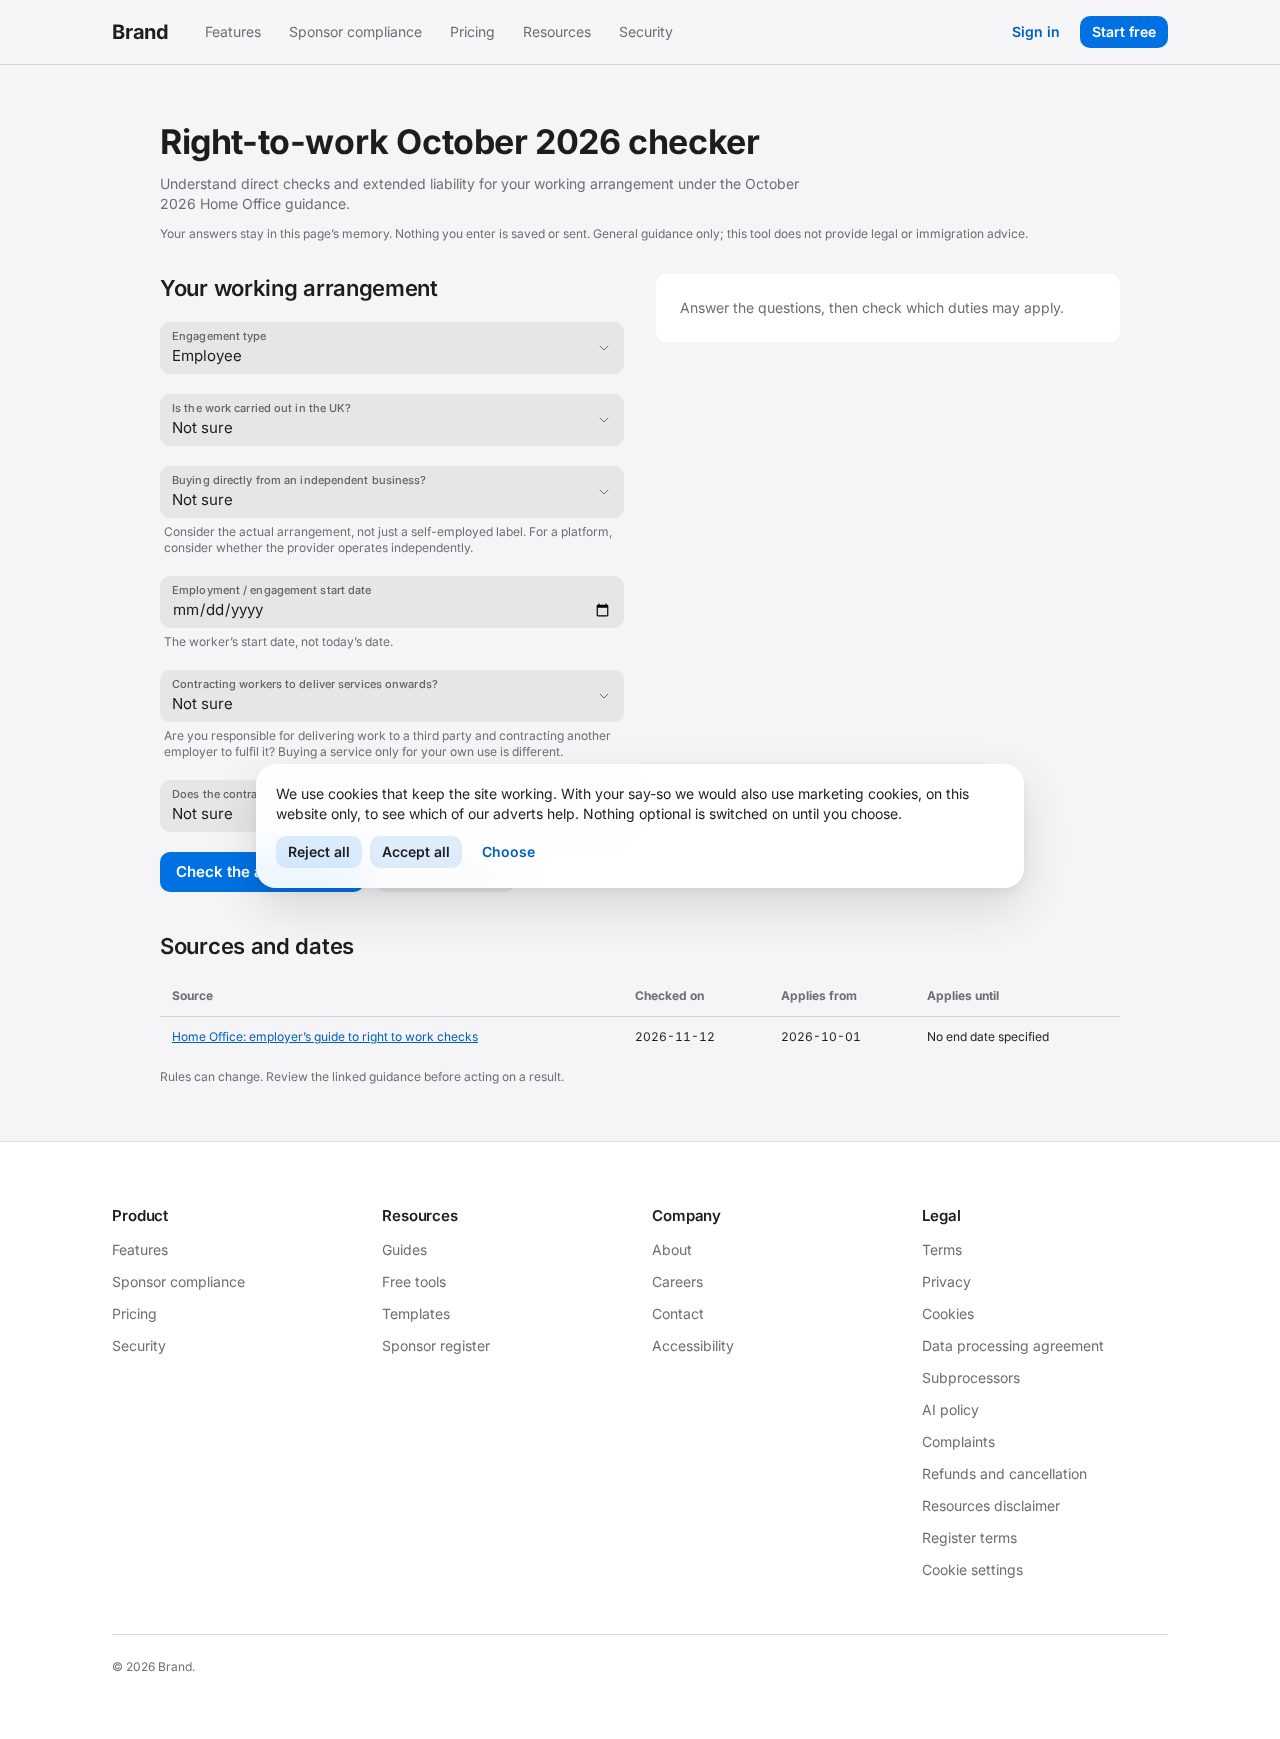 Brand
Features
Sponsor compliance
Pricing
Resources
Security
Sign in
Start free
Right-to-work October 2026 checker
Understand direct checks and extended liability for your working arrangement under the October
2026 Home Office guidance.
Your answers stay in this page’s memory. Nothing you enter is saved or sent. General guidance only; this tool does not provide legal or immigration advice.
Your working arrangement
Engagement type
Employee
Is the work carried out in the UK?
Not sure
Buying directly from an independent business?
Not sure
Consider the actual arrangement, not just a self-employed label. For a platform,
consider whether the provider operates independently.
Employment / engagement start date
mm/dd/yyyy
The worker’s start date, not today’s date.
Contracting workers to deliver services onwards?
Not sure
Are you responsible for delivering work to a third party and contracting another
employer to fulfil it? Buying a service only for your own use is different.
Does the
Not sure
Check the
Answer the questions, then check which duties may apply.
We use cookies that keep the site working. With your say-so we would also use marketing cookies, on this
website only, to see which of our adverts help. Nothing optional is switched on until you choose.
Reject all
Accept all
Choose
Sources and dates
Source
Checked on
Applies from
Applies until
Home Office: employer’s guide to right to work checks
2026-11-12
2026-10-01
No end date specified
Rules can change. Review the linked guidance before acting on a result.
Product
Features
Sponsor compliance
Pricing
Security
Resources
Guides
Free tools
Templates
Sponsor register
Company
About
Careers
Contact
Accessibility
Legal
Terms
Privacy
Cookies
Data processing agreement
Subprocessors
AI policy
Complaints
Refunds and cancellation
Resources disclaimer
Register terms
Cookie settings
© 2026 Brand.